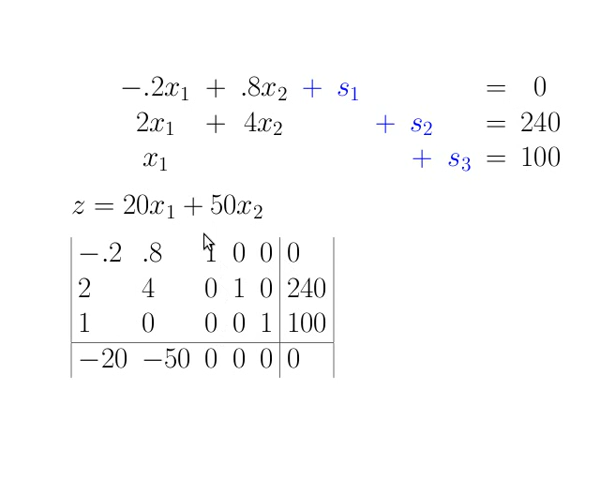 −.2x₁ + .8x₂ + s₁ = 0
2x₁ + 4x₂ + s₂ = 240
x₁ + s₃ = 100
z = 20x₁ + 50x₂
−.2 .8 1 0 0 0
2 4 0 1 0 240
1 0 0 0 1 100
−20 −50 0 0 0 0